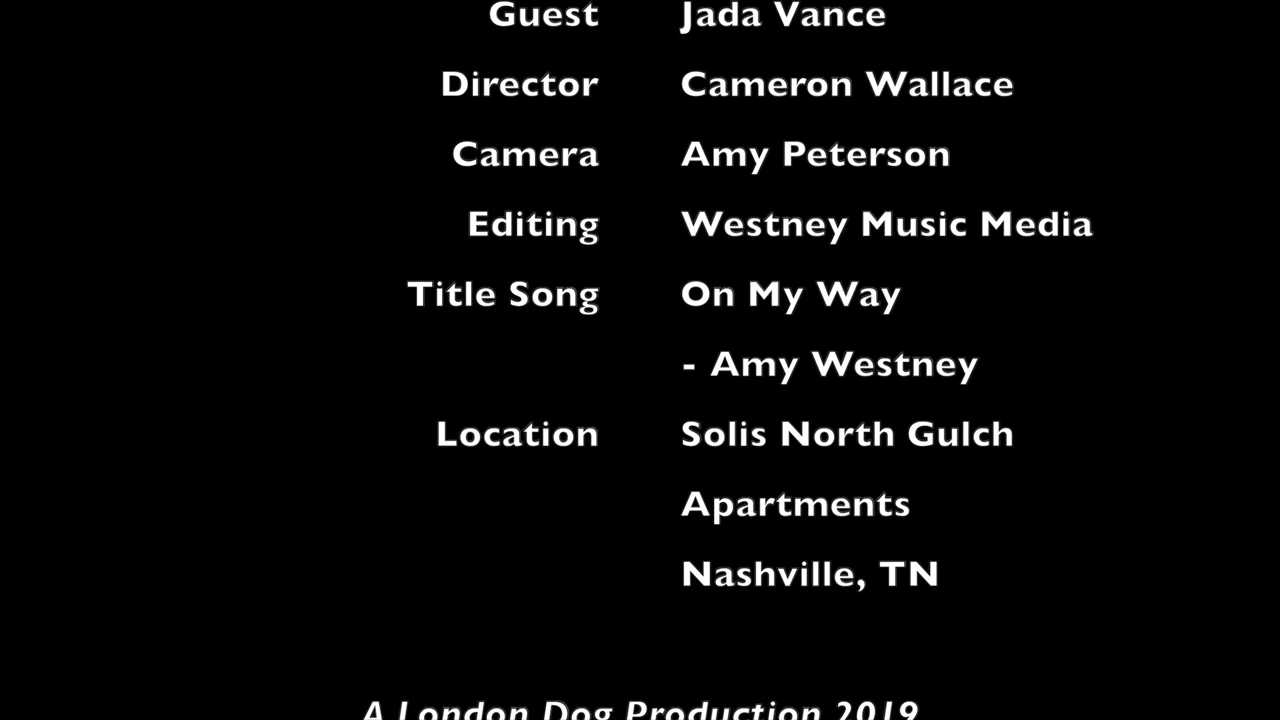 Guest Jada Vance
Director Cameron Wallace
Camera Amy Peterson
Editing Westney Music Media
Title Song On My Way
- Amy Westney
Location Solis North Gulch
Apartments
Nashville, TN
A London Dog Production 2019